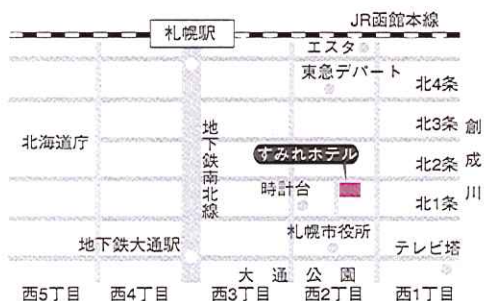 JR函館本線
札幌駅
エスタ
東急デパート
北4条
北3条
創成川
地下鉄南北線
北海道庁
すみれホテル
北2条
時計台
北1条
札幌市役所
地下鉄大通駅
テレビ塔
大通公園
西5丁目
西4丁目
西3丁目
西2丁目
西1丁目